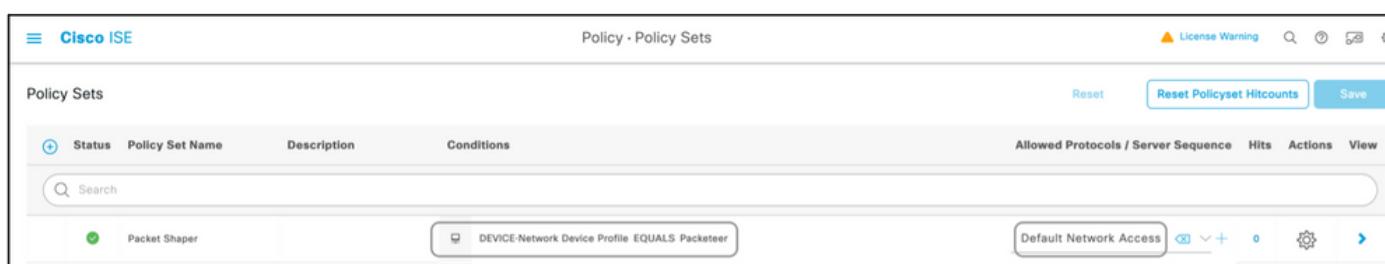 Cisco ISE Policy · Policy Sets License Warning
Policy Sets Reset Reset Policyset Hitcounts Save
Status Policy Set Name Description Conditions Allowed Protocols / Server Sequence Hits Actions View
Search
Packet Shaper DEVICE-Network Device Profile EQUALS Packeteer Default Network Access 0